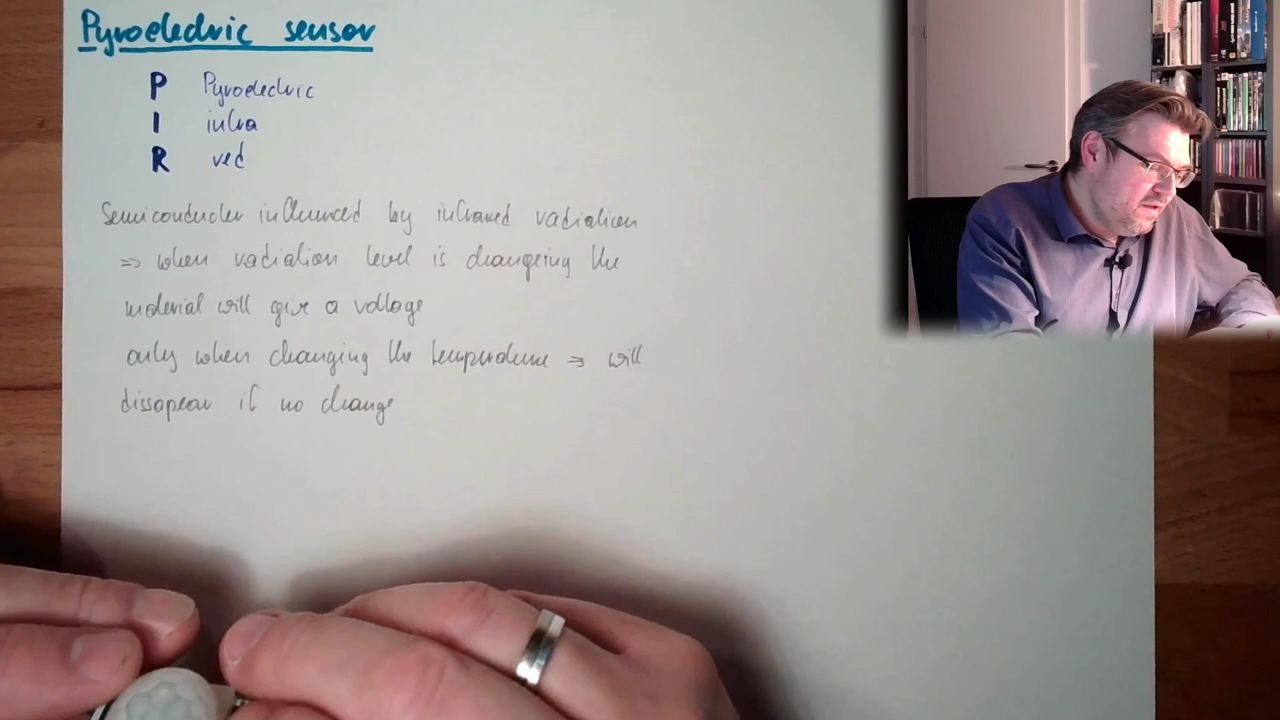 Pyroelectric sensor
P Pyroelectric
I infra
R red
Semiconductor influenced by infrared radiation
=> when radiation level is changeing the
material will give a voltage
only when changing the temperature => will
dissapear if no change